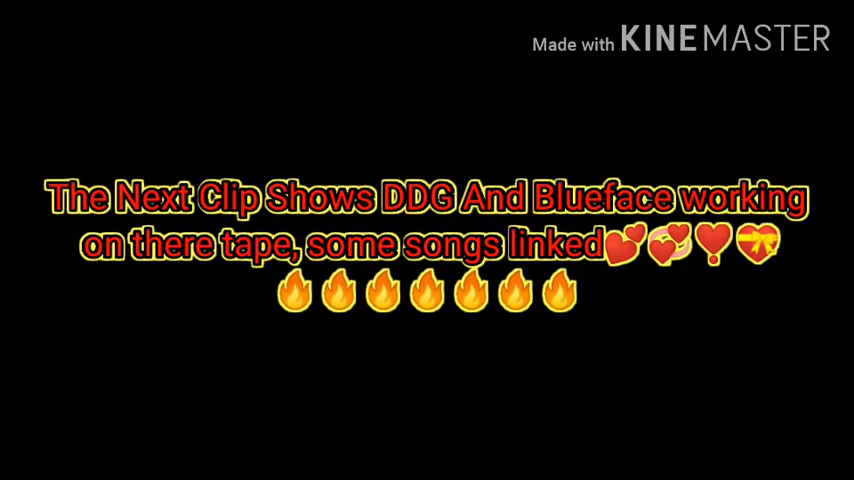 Made with KINEMASTER
The Next Clip Shows DDG And Blueface working
on there tape, some songs linked💕💞❣️💝
🔥🔥🔥🔥🔥🔥🔥